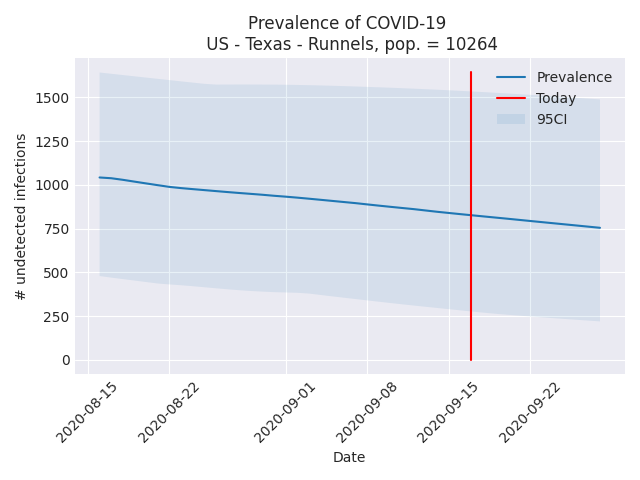 Prevalence of COVID-19
US - Texas - Runnels, pop. = 10264
Prevalence
Today
95CI
1500
1250
1000
750
500
250
0
# undetected infections
2020-08-15
2020-08-22
2020-09-01
2020-09-08
2020-09-15
2020-09-22
Date